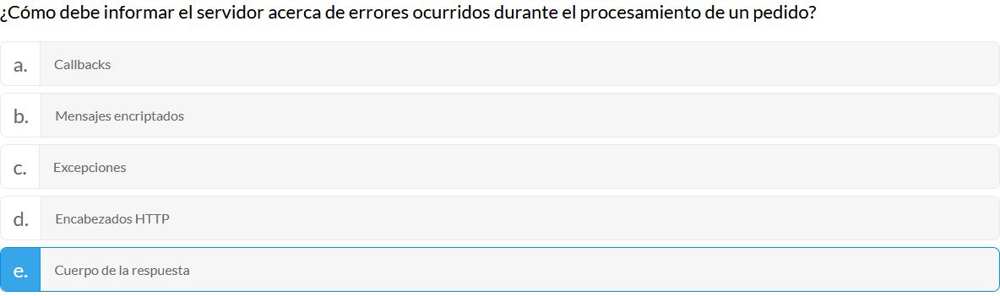 ¿Cómo debe informar el servidor acerca de errores ocurridos durante el procesamiento de un pedido?
a. Callbacks
b. Mensajes encriptados
c. Excepciones
d. Encabezados HTTP
e. Cuerpo de la respuesta